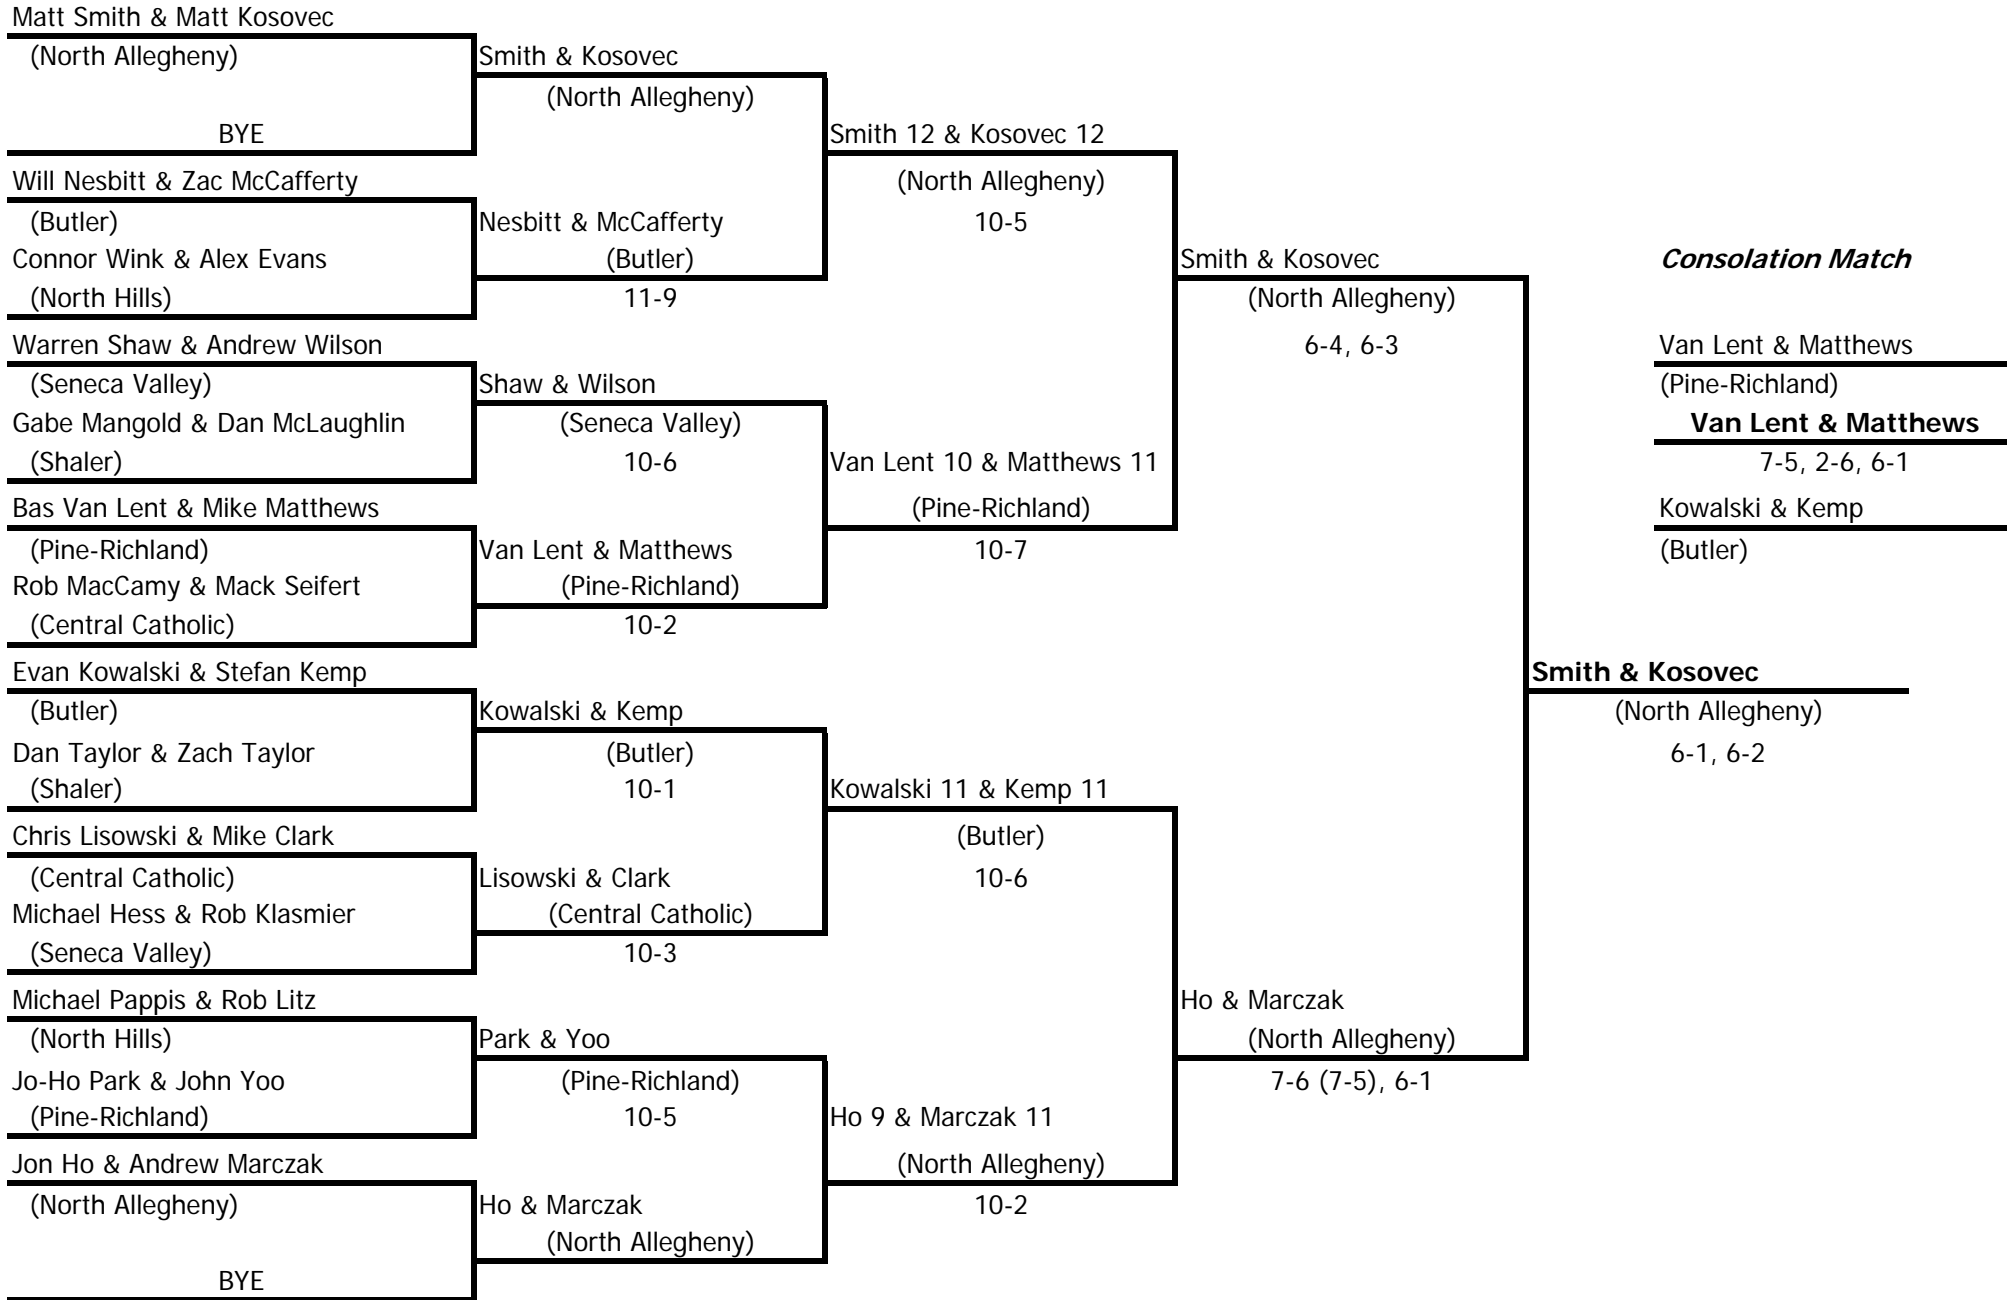 Matt Smith & Matt Kosovec
(North Allegheny)
BYE
Will Nesbitt & Zac McCafferty
(Butler)
Connor Wink & Alex Evans
(North Hills)
Warren Shaw & Andrew Wilson
(Seneca Valley)
Gabe Mangold & Dan McLaughlin
(Shaler)
Bas Van Lent & Mike Matthews
(Pine-Richland)
Rob MacCamy & Mack Seifert
(Central Catholic)
Evan Kowalski & Stefan Kemp
(Butler)
Dan Taylor & Zach Taylor
(Shaler)
Chris Lisowski & Mike Clark
(Central Catholic)
Michael Hess & Rob Klasmier
(Seneca Valley)
Michael Pappis & Rob Litz
(North Hills)
Jo-Ho Park & John Yoo
(Pine-Richland)
Jon Ho & Andrew Marczak
(North Allegheny)
BYE
Smith & Kosovec
(North Allegheny)
Nesbitt & McCafferty
(Butler)
11-9
Shaw & Wilson
(Seneca Valley)
10-6
Van Lent & Matthews
(Pine-Richland)
10-2
Kowalski & Kemp
(Butler)
10-1
Lisowski & Clark
(Central Catholic)
10-3
Park & Yoo
(Pine-Richland)
10-5
Ho & Marczak
(North Allegheny)
Smith 12 & Kosovec 12
(North Allegheny)
10-5
Van Lent 10 & Matthews 11
(Pine-Richland)
10-7
Kowalski 11 & Kemp 11
(Butler)
10-6
Ho 9 & Marczak 11
(North Allegheny)
10-2
Smith & Kosovec
(North Allegheny)
6-4, 6-3
Ho & Marczak
(North Allegheny)
7-6 (7-5), 6-1
Smith & Kosovec
(North Allegheny)
6-1, 6-2
Consolation Match
Van Lent & Matthews
(Pine-Richland)
Van Lent & Matthews
7-5, 2-6, 6-1
Kowalski & Kemp
(Butler)